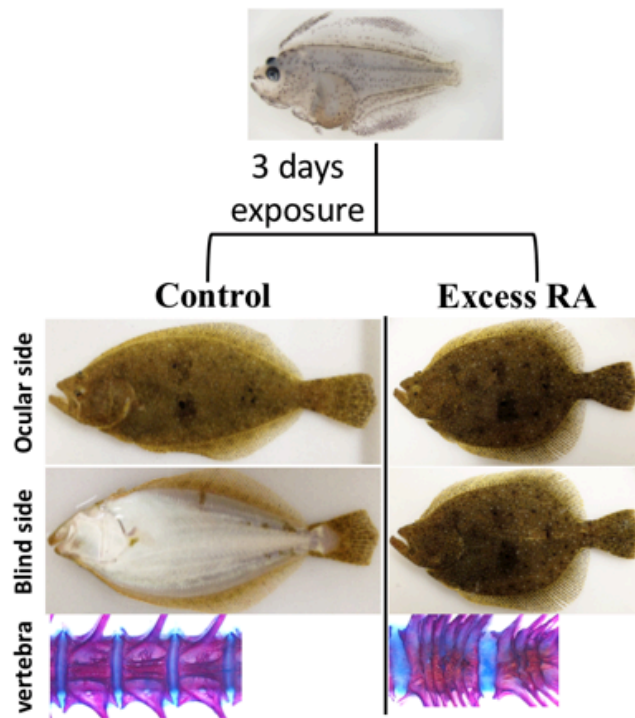 3 days
exposure
Control
Excess RA
Ocular side
Blind side
vertebra